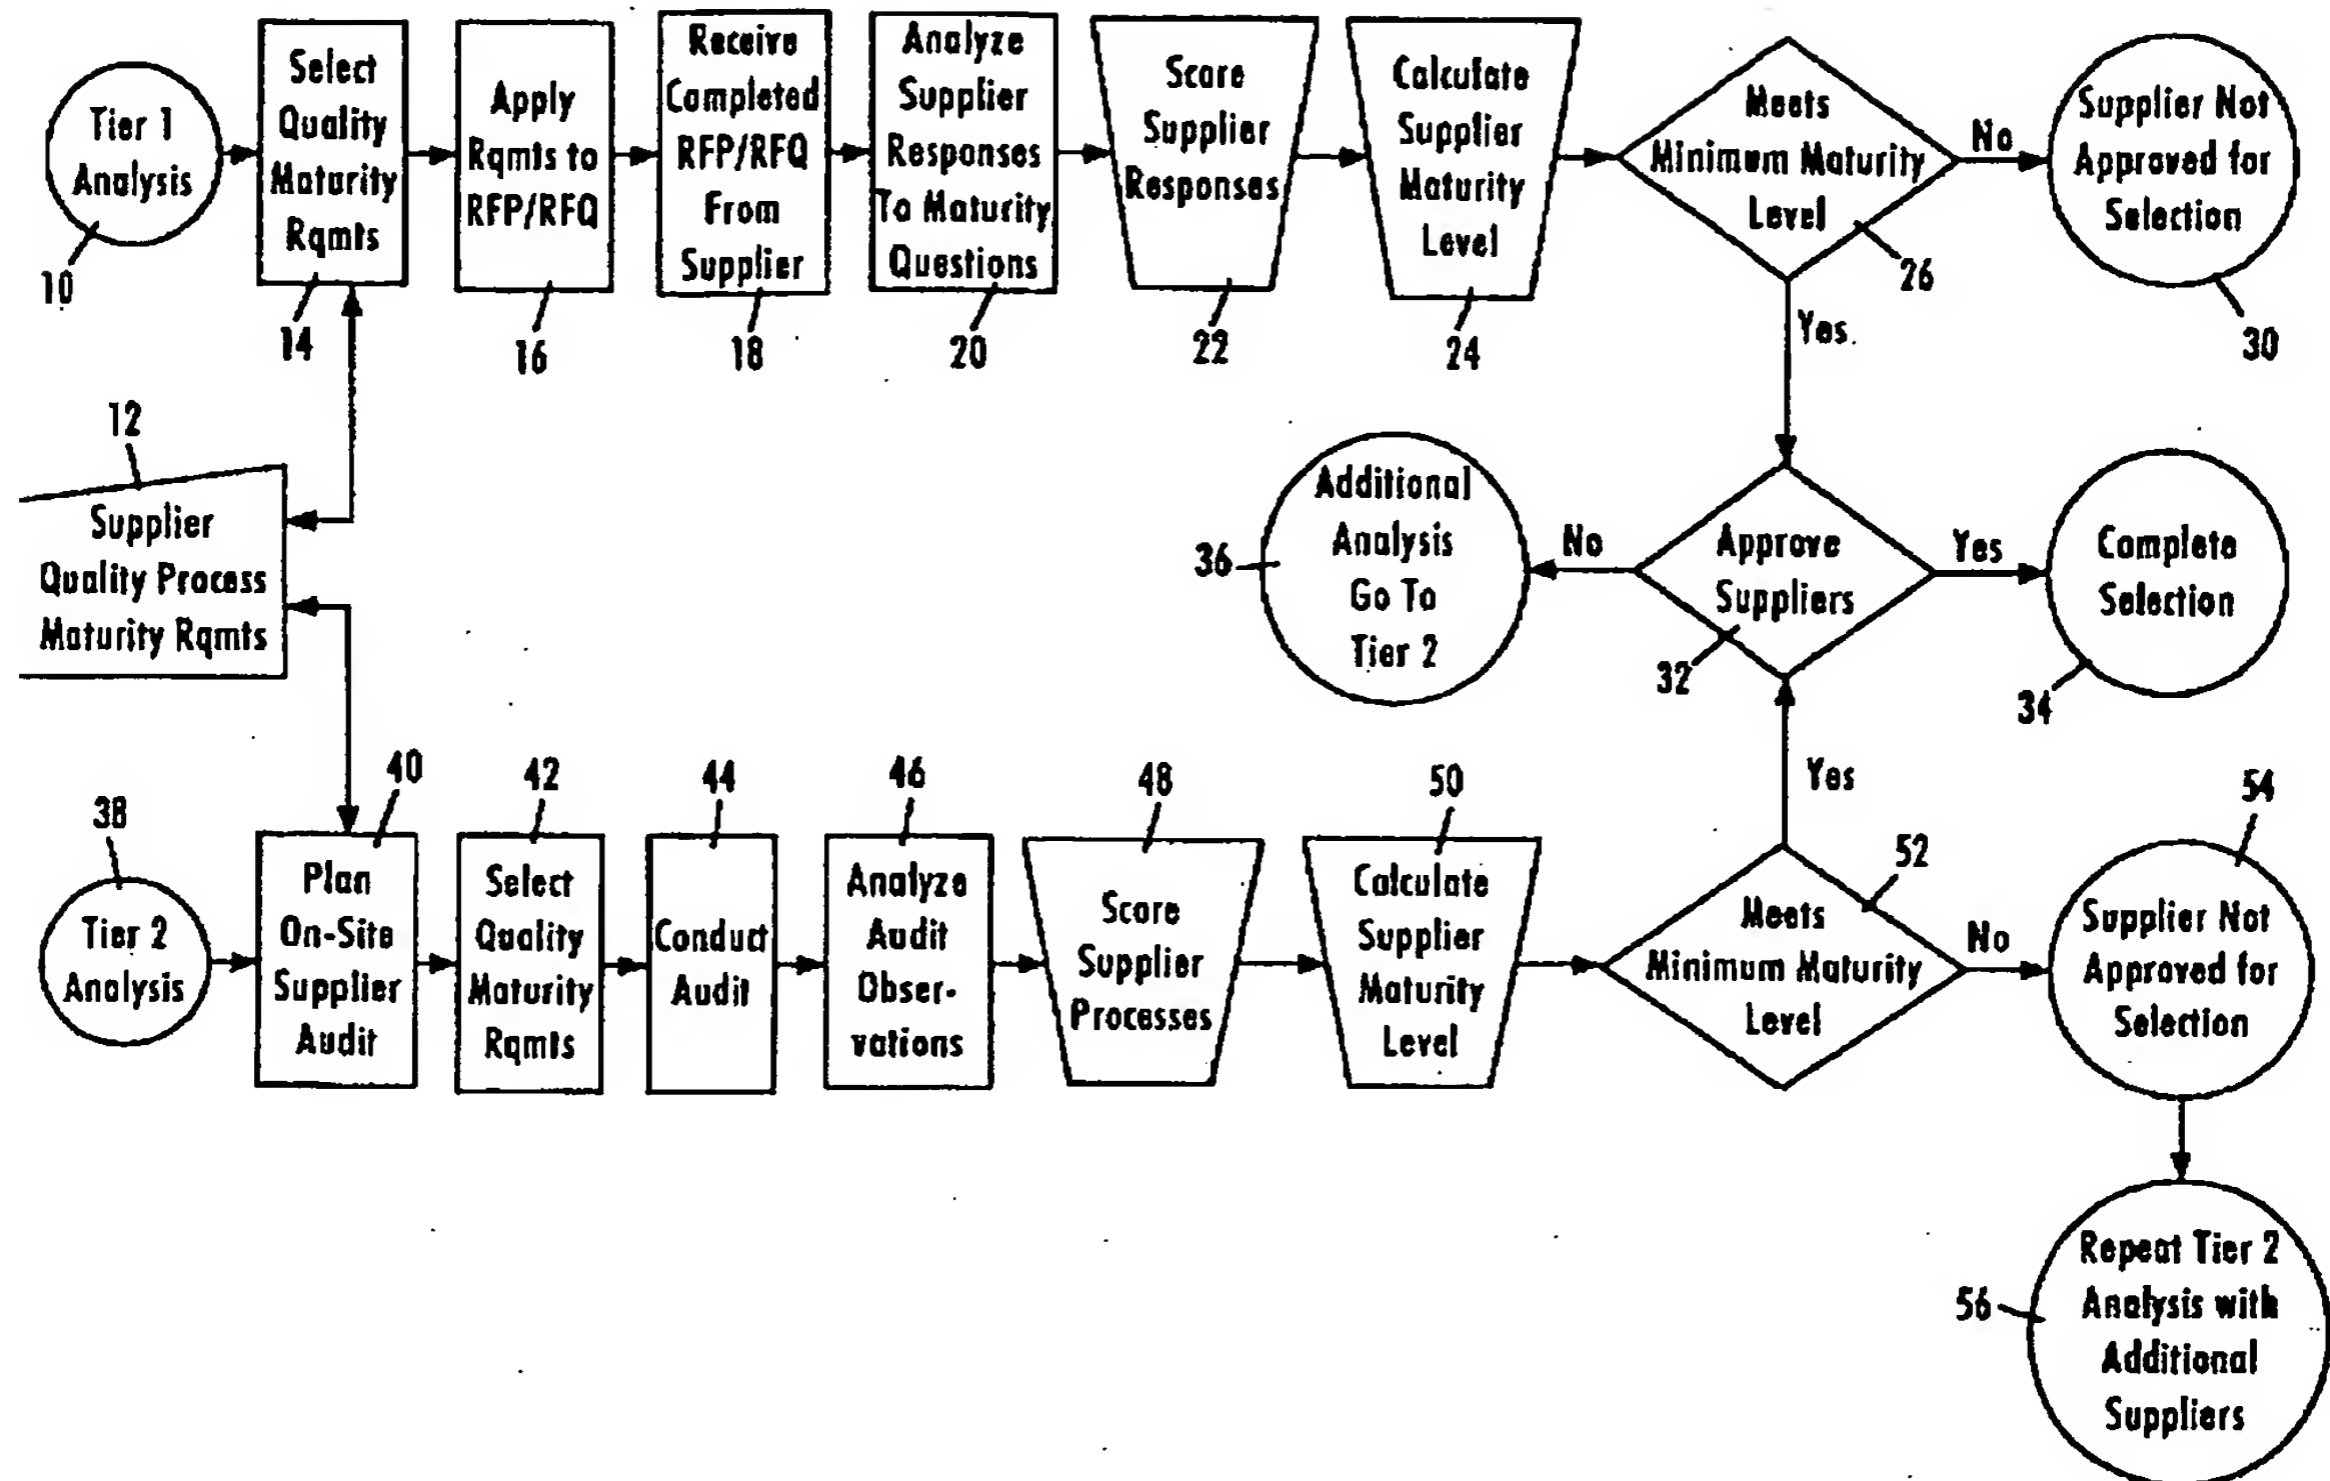 Tier 1
Analysis
10
Select
Quality
Maturity
Rqmts
14
Apply
Rqmts to
RFP/RFQ
16
Receive
Completed
RFP/RFQ
From
Supplier
18
Analyze
Supplier
Responses
To Maturity
Questions
20
Score
Supplier
Responses
22
Calculate
Supplier
Maturity
Level
24
Meets
Minimum Maturity
Level
26
No
Supplier Not
Approved for
Selection
30
Yes
12
Supplier
Quality Process
Maturity Rqmts
36
Additional
Analysis
Go To
Tier 2
No
Approve
Suppliers
32
Yes
Complete
Selection
34
Yes
38
Tier 2
Analysis
40
Plan
On-Site
Supplier
Audit
42
Select
Quality
Maturity
Rqmts
44
Conduct
Audit
46
Analyze
Audit
Obser-
vations
48
Score
Supplier
Processes
50
Calculate
Supplier
Maturity
Level
52
Meets
Minimum Maturity
Level
No
54
Supplier Not
Approved for
Selection
56
Repeat Tier 2
Analysis with
Additional
Suppliers